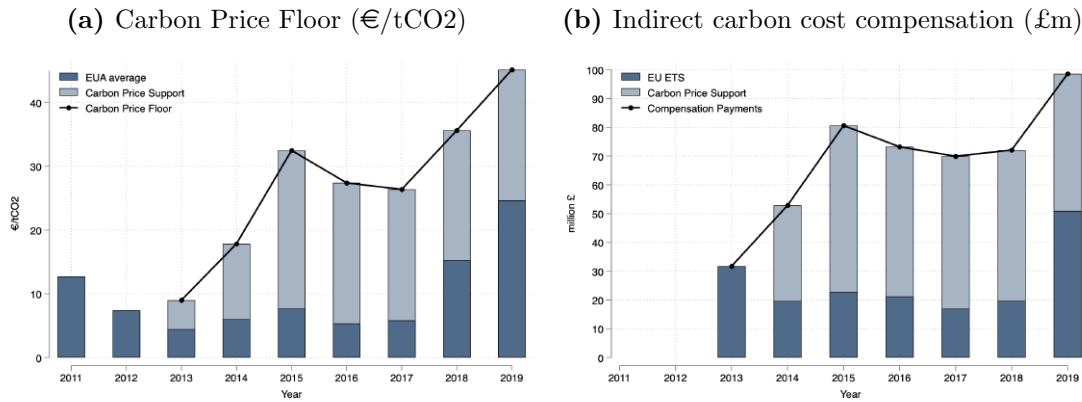 (a) Carbon Price Floor (€/tCO2)
EUA average
Carbon Price Support
Carbon Price Floor
40
30
20
10
0
€/tCO2
2011 2012 2013 2014 2015 2016 2017 2018 2019
Year
(b) Indirect carbon cost compensation (£m)
EU ETS
Carbon Price Support
Compensation Payments
100
90
80
70
60
50
40
30
20
10
0
million £
2011 2012 2013 2014 2015 2016 2017 2018 2019
Year